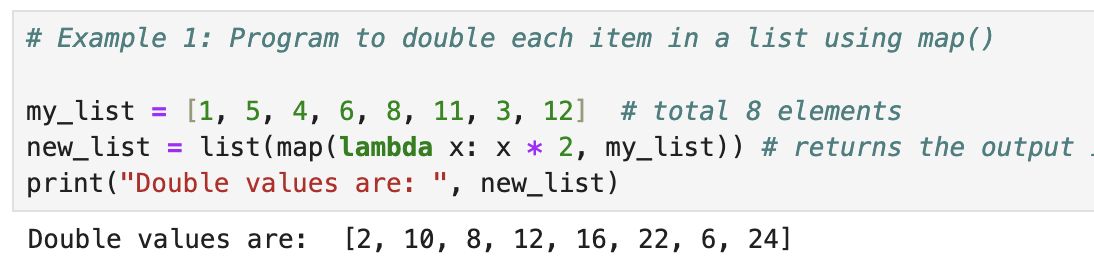 # Example 1: Program to double each item in a list using map()
my_list = [1, 5, 4, 6, 8, 11, 3, 12]  # total 8 elements
new_list = list(map(lambda x: x * 2, my_list)) # returns the output
print("Double values are: ", new_list)
Double values are:  [2, 10, 8, 12, 16, 22, 6, 24]